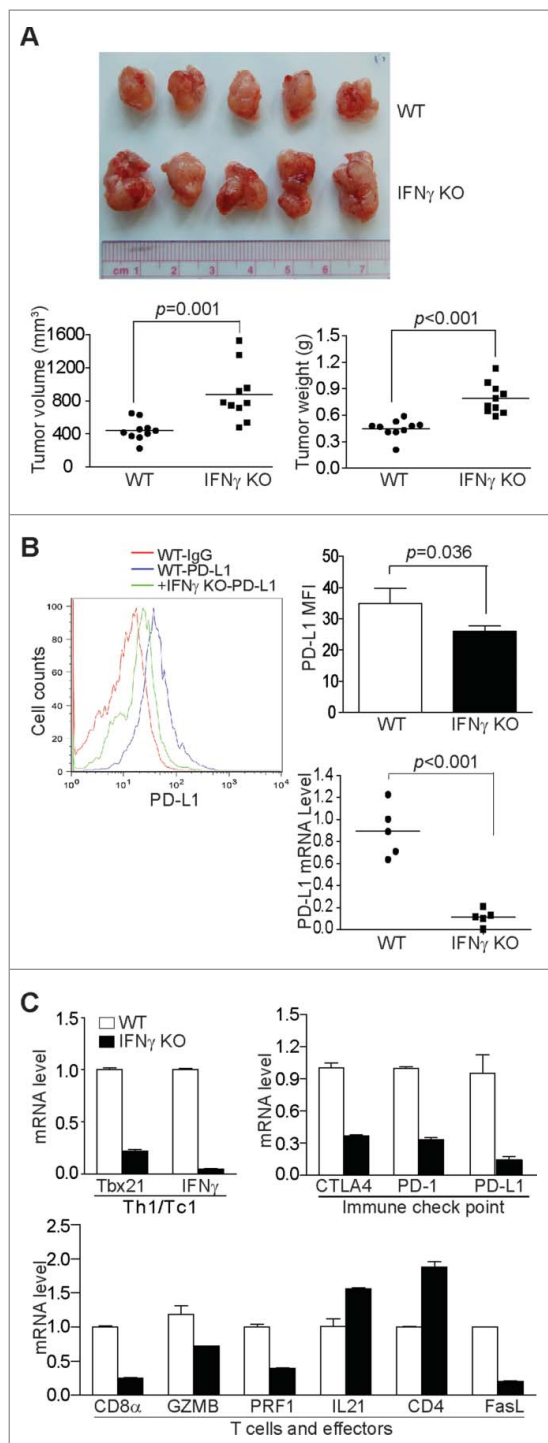 A
WT
IFNγ KO
cm 1 2 3 4 5 6 7
p=0.001
Tumor volume (mm³)
1600
1200
800
400
0
WT IFNγ KO
p<0.001
Tumor weight (g)
1.5
1.2
0.9
0.6
0.3
0.0
WT IFNγ KO
B
WT-IgG
WT-PD-L1
+IFNγ KO-PD-L1
Cell counts
100
80
60
40
20
0
10⁰ 10¹ 10² 10³ 10⁴
PD-L1
p=0.036
PD-L1 MFI
50
40
30
20
10
0
WT IFNγ KO
p<0.001
PD-L1 mRNA Level
1.4
1.2
1.0
0.8
0.6
0.4
0.2
0.0
WT IFNγ KO
C
WT
IFNγ KO
mRNA level
1.5
1.0
0.5
0.0
Tbx21 IFNγ
Th1/Tc1
mRNA level
1.5
1.2
0.9
0.6
0.3
0.0
CTLA4 PD-1 PD-L1
Immune check point
mRNA level
2.5
2.0
1.5
1.0
0.5
0.0
CD8α GZMB PRF1 IL21 CD4 FasL
T cells and effectors